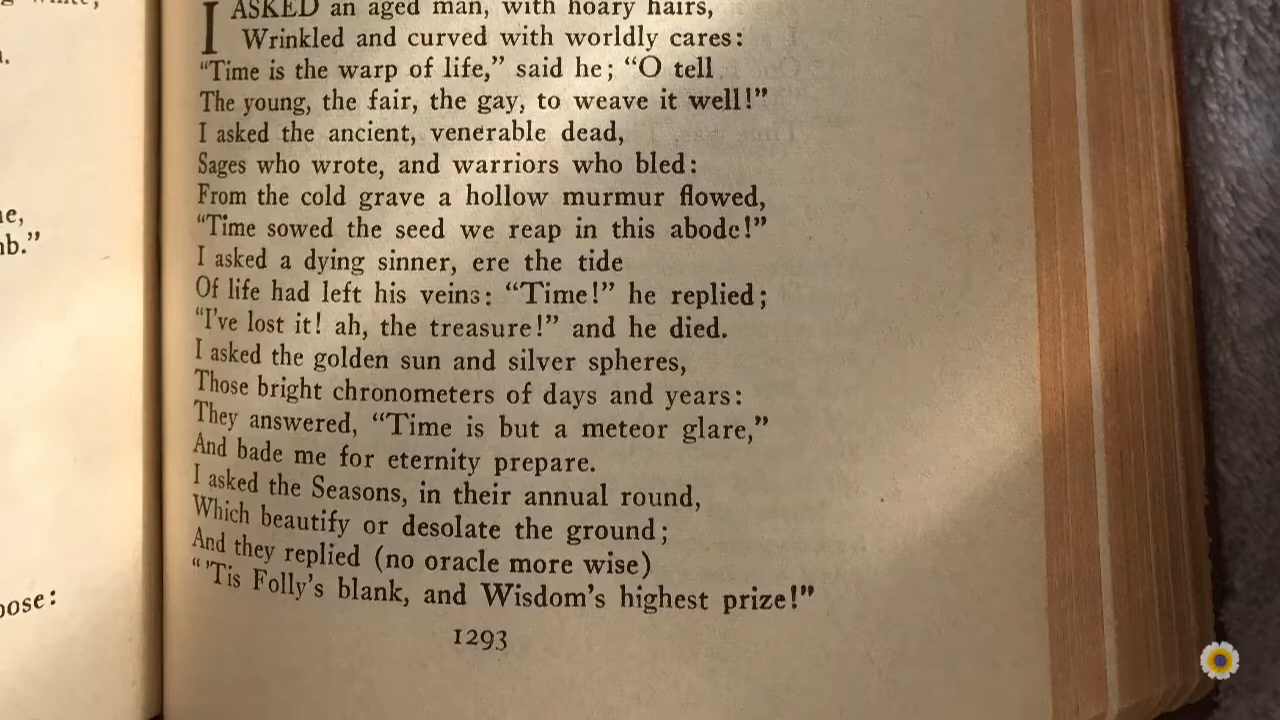 I ASKED an aged man, with hoary hairs,
Wrinkled and curved with worldly cares:
“Time is the warp of life,” said he; “O tell
The young, the fair, the gay, to weave it well!”
I asked the ancient, venerable dead,
Sages who wrote, and warriors who bled:
From the cold grave a hollow murmur flowed,
“Time sowed the seed we reap in this abode!”
I asked a dying sinner, ere the tide
Of life had left his veins: “Time!” he replied;
“I've lost it! ah, the treasure!” and he died.
I asked the golden sun and silver spheres,
Those bright chronometers of days and years:
They answered, “Time is but a meteor glare,”
And bade me for eternity prepare.
I asked the Seasons, in their annual round,
Which beautify or desolate the ground;
And they replied (no oracle more wise)
“ 'Tis Folly's blank, and Wisdom's highest prize!”
1293